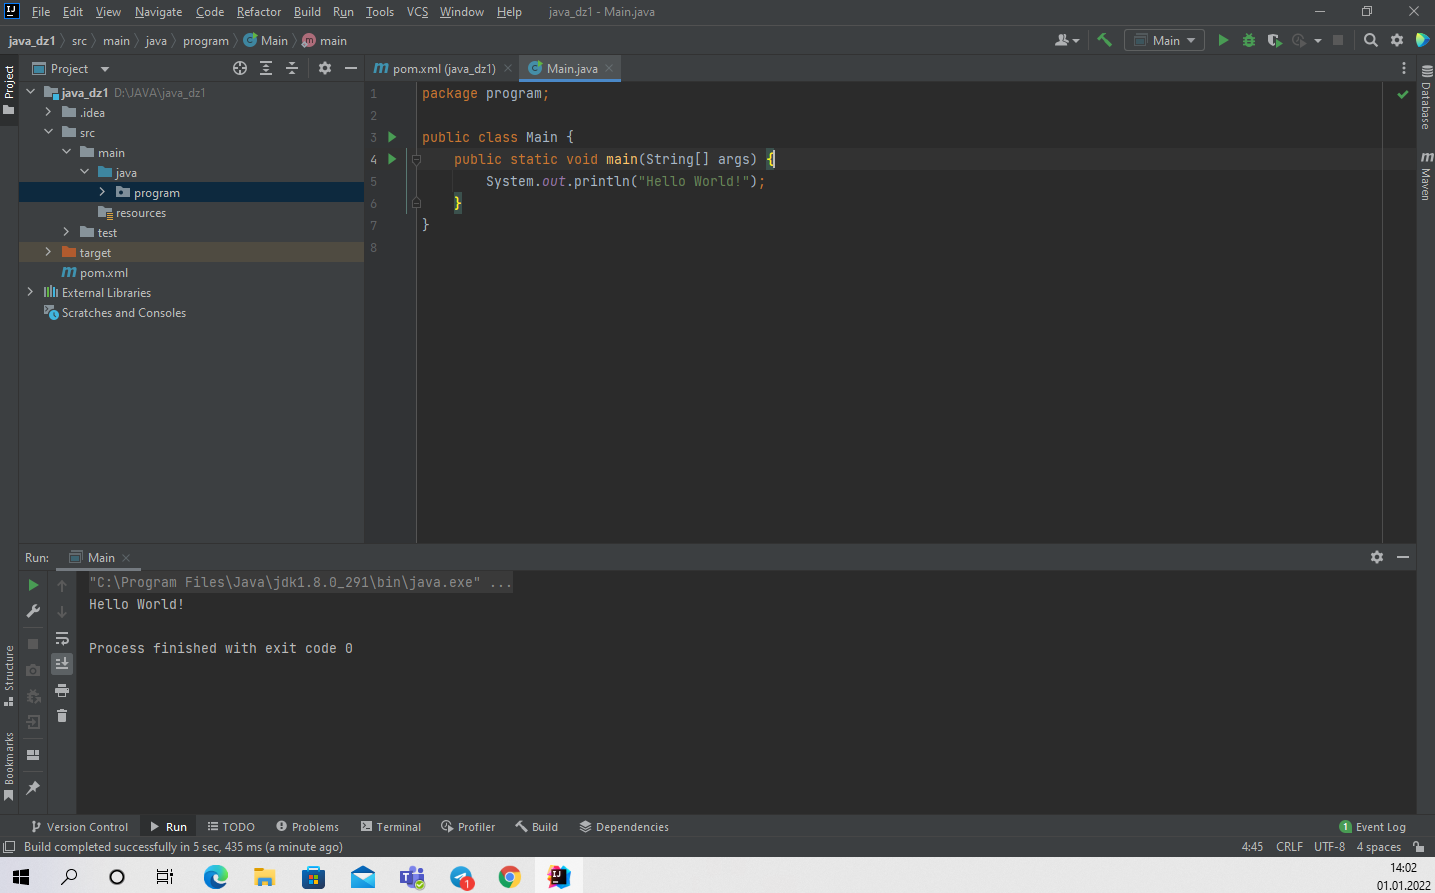 File Edit View Navigate Code Refactor Build Run Tools VCS Window Help java_dz1 - Main.java
java_dz1 src main java program Main main
Main
Project
pom.xml (java_dz1) Main.java
Project
java_dz1 D:\JAVA\java_dz1
.idea
src
main
java
program
resources
test
target
pom.xml
External Libraries
Scratches and Consoles
1 package program;
2
3 public class Main {
4 public static void main(String[] args) {
5 System.out.println("Hello World!");
6 }
7 }
8
Database
Maven
Structure
Bookmarks
Run: Main
"C:\Program Files\Java\jdk1.8.0_291\bin\java.exe" ...
Hello World!
Process finished with exit code 0
Version Control Run TODO Problems Terminal Profiler Build Dependencies 1 Event Log
Build completed successfully in 5 sec, 435 ms (a minute ago) 4:45 CRLF UTF-8 4 spaces
1
14:02
01.01.2022